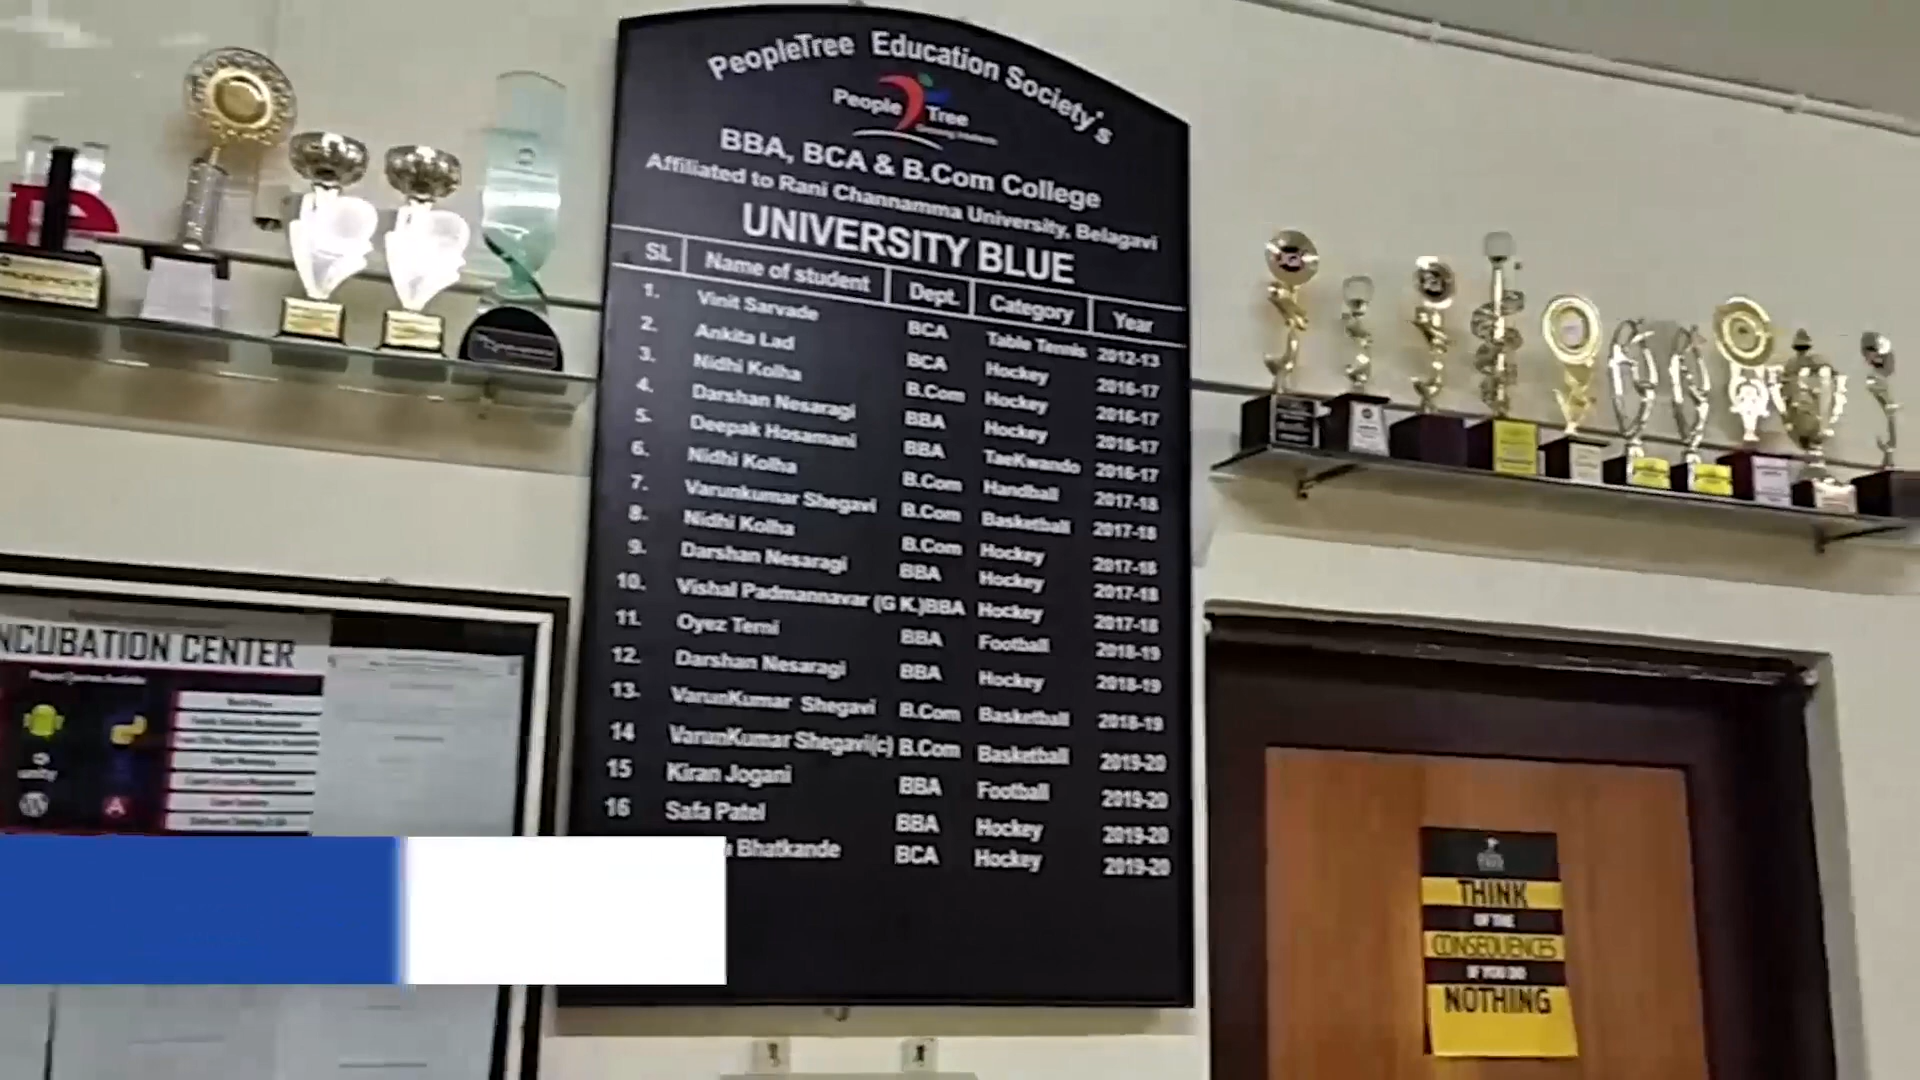 PeopleTree Education Society's
People Tree
BBA, BCA & B.Com College
Affiliated to Rani Channamma University, Belagavi
UNIVERSITY BLUE
SL Name of student Dept. Category Year
1. Vinit Sarvade BCA Table Tennis 2012-13
2. Ankita Lad BCA Hockey 2016-17
3. Nidhi Kolha B.Com Hockey 2016-17
4. Darshan Nesaragi BBA Hockey 2016-17
5. Deepak Hosamani BBA TaeKwando 2016-17
6. Nidhi Kolha B.Com Handball 2017-18
7. Varunkumar Shegavi B.Com Basketball 2017-18
8. Nidhi Kolha B.Com Hockey 2017-18
9. Darshan Nesaragi BBA Hockey 2017-18
10. Vishal Padmannavar (G K.)BBA Hockey 2017-18
11. Oyez Temi BBA Football 2018-19
12. Darshan Nesaragi BBA Hockey 2018-19
13. VarunKumar Shegavi B.Com Basketball 2018-19
14 VarunKumar Shegavi(c) B.Com Basketball 2019-20
15 Kiran Jogani BBA Football 2019-20
16 Safa Patel BBA Hockey 2019-20
Bhatkande BCA Hockey 2019-20
NCUBATION CENTER
unity
THINK
OF THE
CONSEQUENCES
IF YOU DO
NOTHING